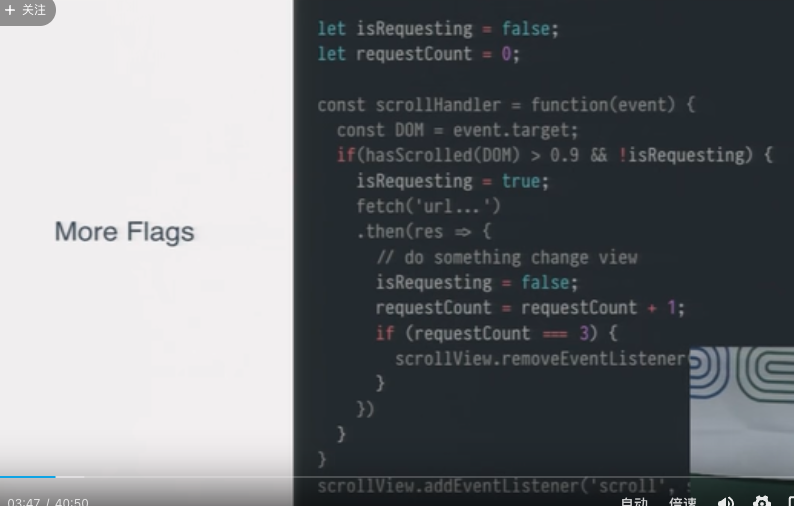 + 关注
let isRequesting = false;
let requestCount = 0;
const scrollHandler = function(event) {
const DOM = event.target;
if(hasScrolled(DOM) > 0.9 && !isRequesting) {
isRequesting = true;
fetch('url...')
.then(res => {
// do something change view
isRequesting = false;
requestCount = requestCount + 1;
if (requestCount === 3) {
scrollView.removeEventListener
}
})
}
}
scrollView.addEventListener('scroll',
More Flags
03:47 / 40:50
自动 倍速